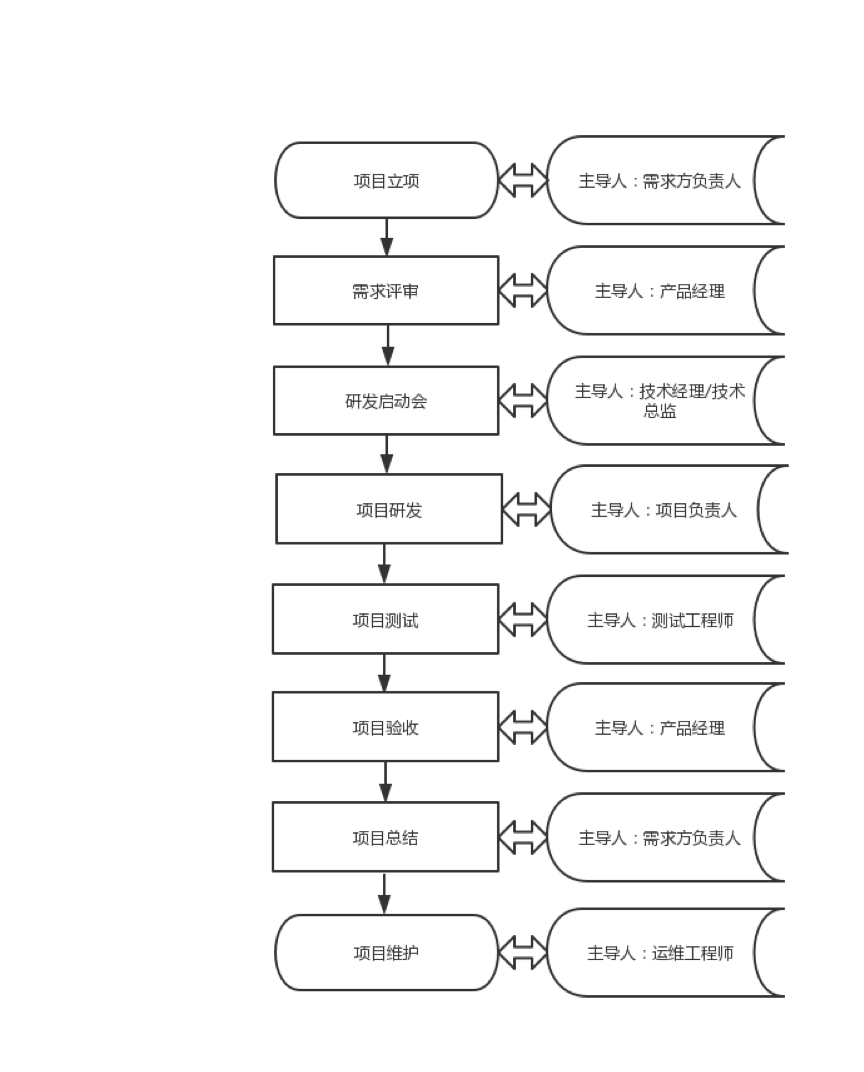 项目立项
主导人：需求方负责人
需求评审
主导人：产品经理
研发启动会
主导人：技术经理/技术
总监
项目研发
主导人：项目负责人
项目测试
主导人：测试工程师
项目验收
主导人：产品经理
项目总结
主导人：需求方负责人
项目维护
主导人：运维工程师